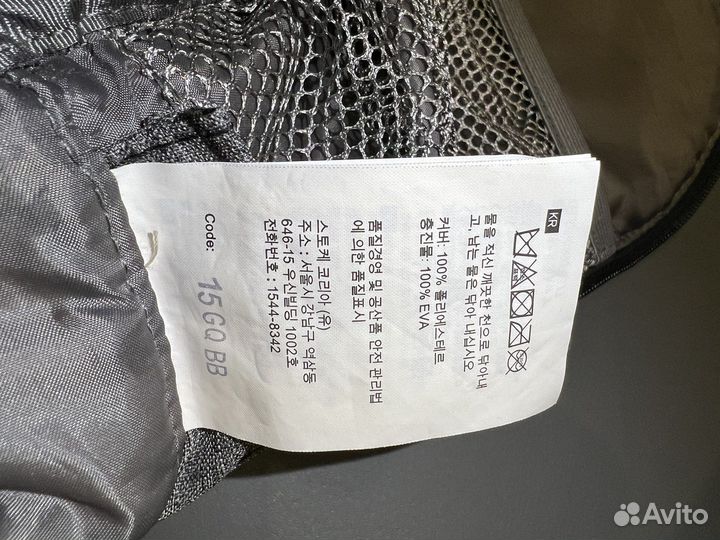 KR
물을 적신 깨끗한 천으로 닦아내
고, 남는 물은 닦아 내십시오
커버: 100% 폴리에스테르
충진물: 100% EVA
품질경영 및 공산품 안전 관리법
에 의한 품질표시
스토케 코리아 (유)
주소 : 서울시 강남구 역삼동
646-15 우신빌딩 1002호
전화번호 : 1544-8342
Code: 15GQ BB
Avito